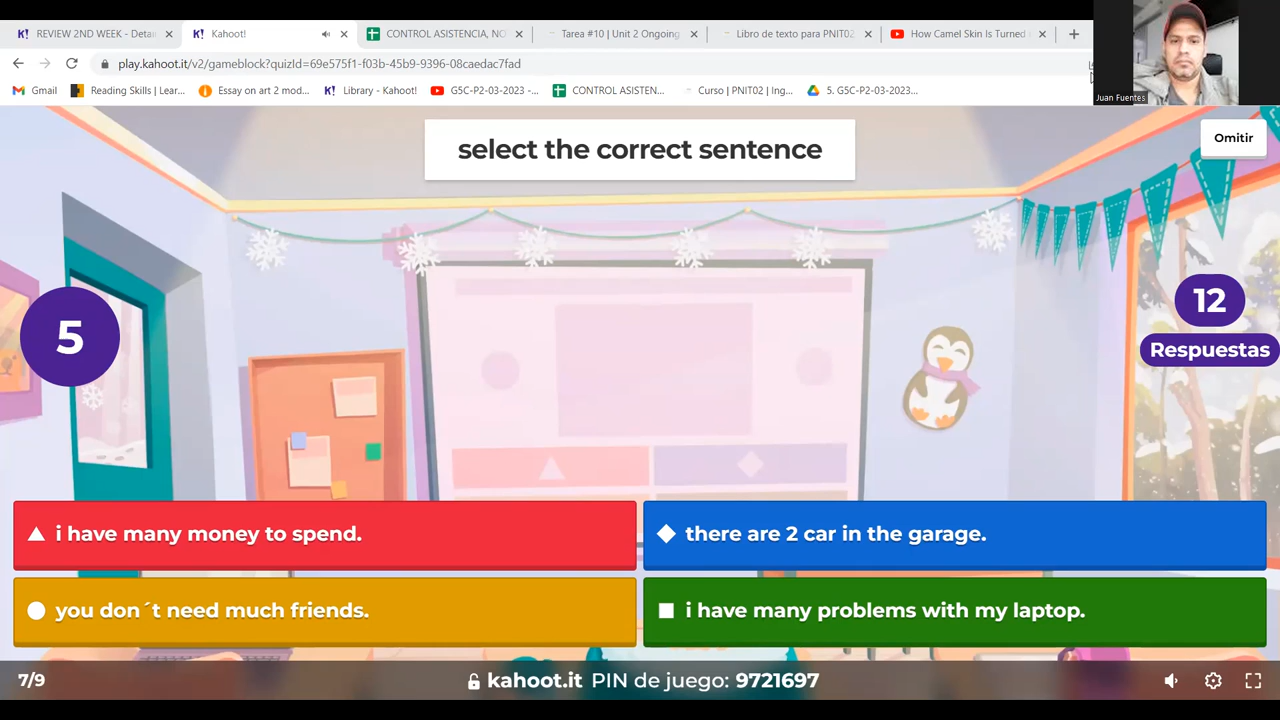 REVIEW 2ND WEEK - Detai
Kahoot!
CONTROL ASISTENCIA, NO
Tarea #10 | Unit 2 Ongoing
Libro de texto para PNIT02
How Camel Skin Is Turned
play.kahoot.it/v2/gameblock?quizId=69e575f1-f03b-45b9-9396-
Gmail
Reading Skills | Lear...
Essay on art 2 mod...
Library - Kahoot!
G5C-P2-03-2023 -...
CONTROL ASISTEN...
Curso | PNIT02 | Ing...
5. G5C-P2-03-2023...
Juan Fuentes
select the correct sentence
Omitir
5
12
Respuestas
i have many money to spend.
there are 2 car in the garage.
you don´t need much friends.
i have many problems with my laptop.
7/9
kahoot.it PIN de juego: 9721697